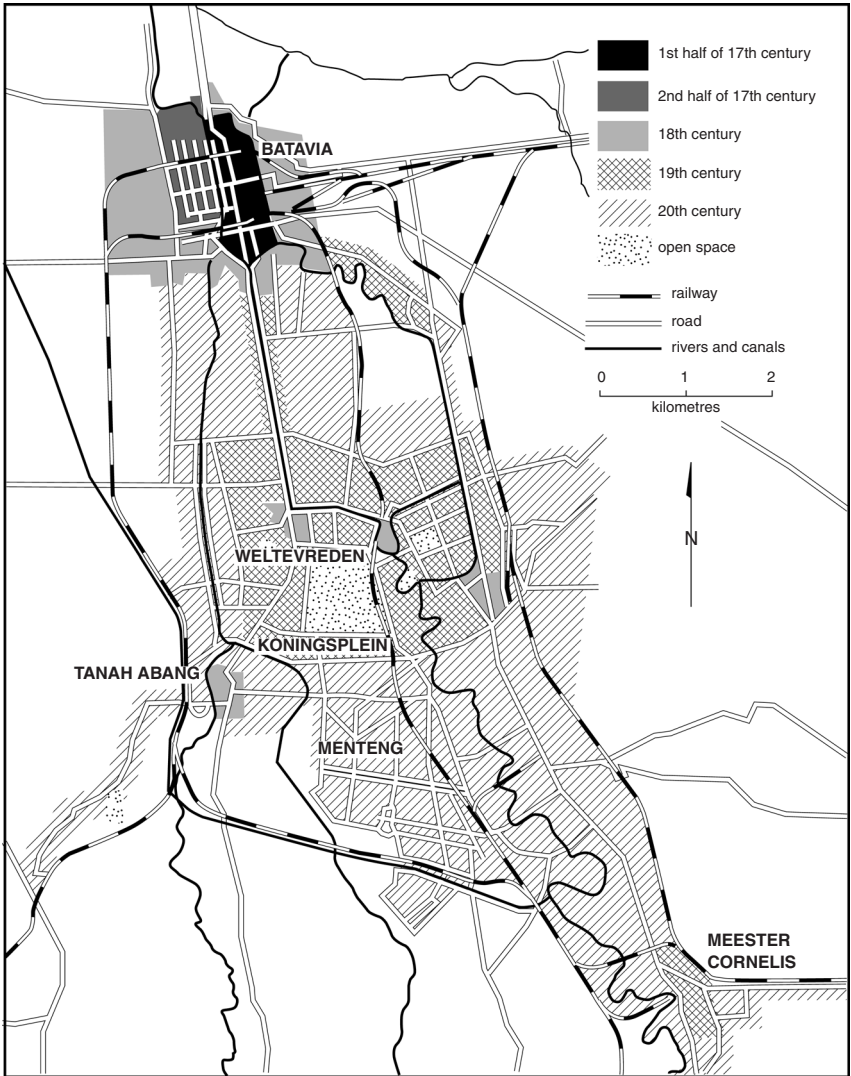 1st half of 17th century
2nd half of 17th century
18th century
19th century
20th century
open space
railway
road
rivers and canals
0 1 2
kilometres
N
BATAVIA
WELTEVREDEN
KONINGSPLEIN
TANAH ABANG
MENTENG
MEESTER
CORNELIS